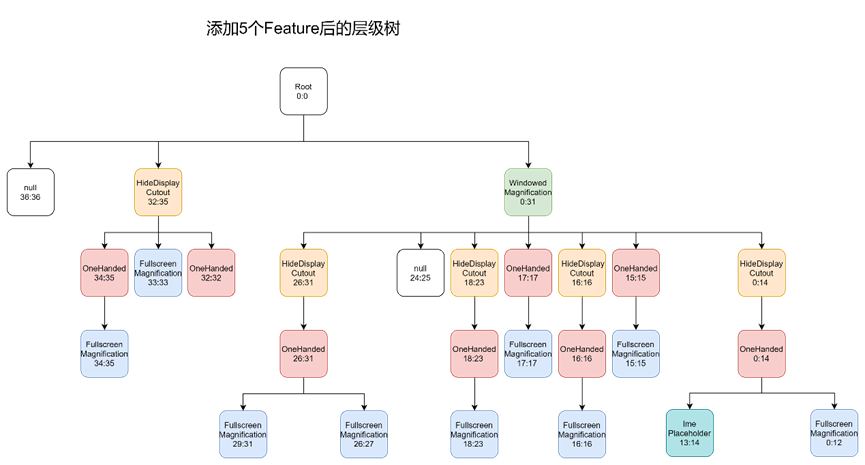 添加5个Feature后的层级树
Root
0:0
null
36:36
HideDisplay
Cutout
32:35
Windowed
Magnification
0:31
OneHanded
34:35
Fullscreen
Magnification
33:33
OneHanded
32:32
HideDisplay
Cutout
26:31
null
24:25
HideDisplay
Cutout
18:23
OneHanded
17:17
HideDisplay
Cutout
16:16
OneHanded
15:15
HideDisplay
Cutout
0:14
Fullscreen
Magnification
34:35
OneHanded
26:31
OneHanded
18:23
Fullscreen
Magnification
17:17
OneHanded
16:16
Fullscreen
Magnification
15:15
OneHanded
0:14
Fullscreen
Magnification
29:31
Fullscreen
Magnification
26:27
Fullscreen
Magnification
18:23
Fullscreen
Magnification
16:16
Ime
Placeholder
13:14
Fullscreen
Magnification
0:12